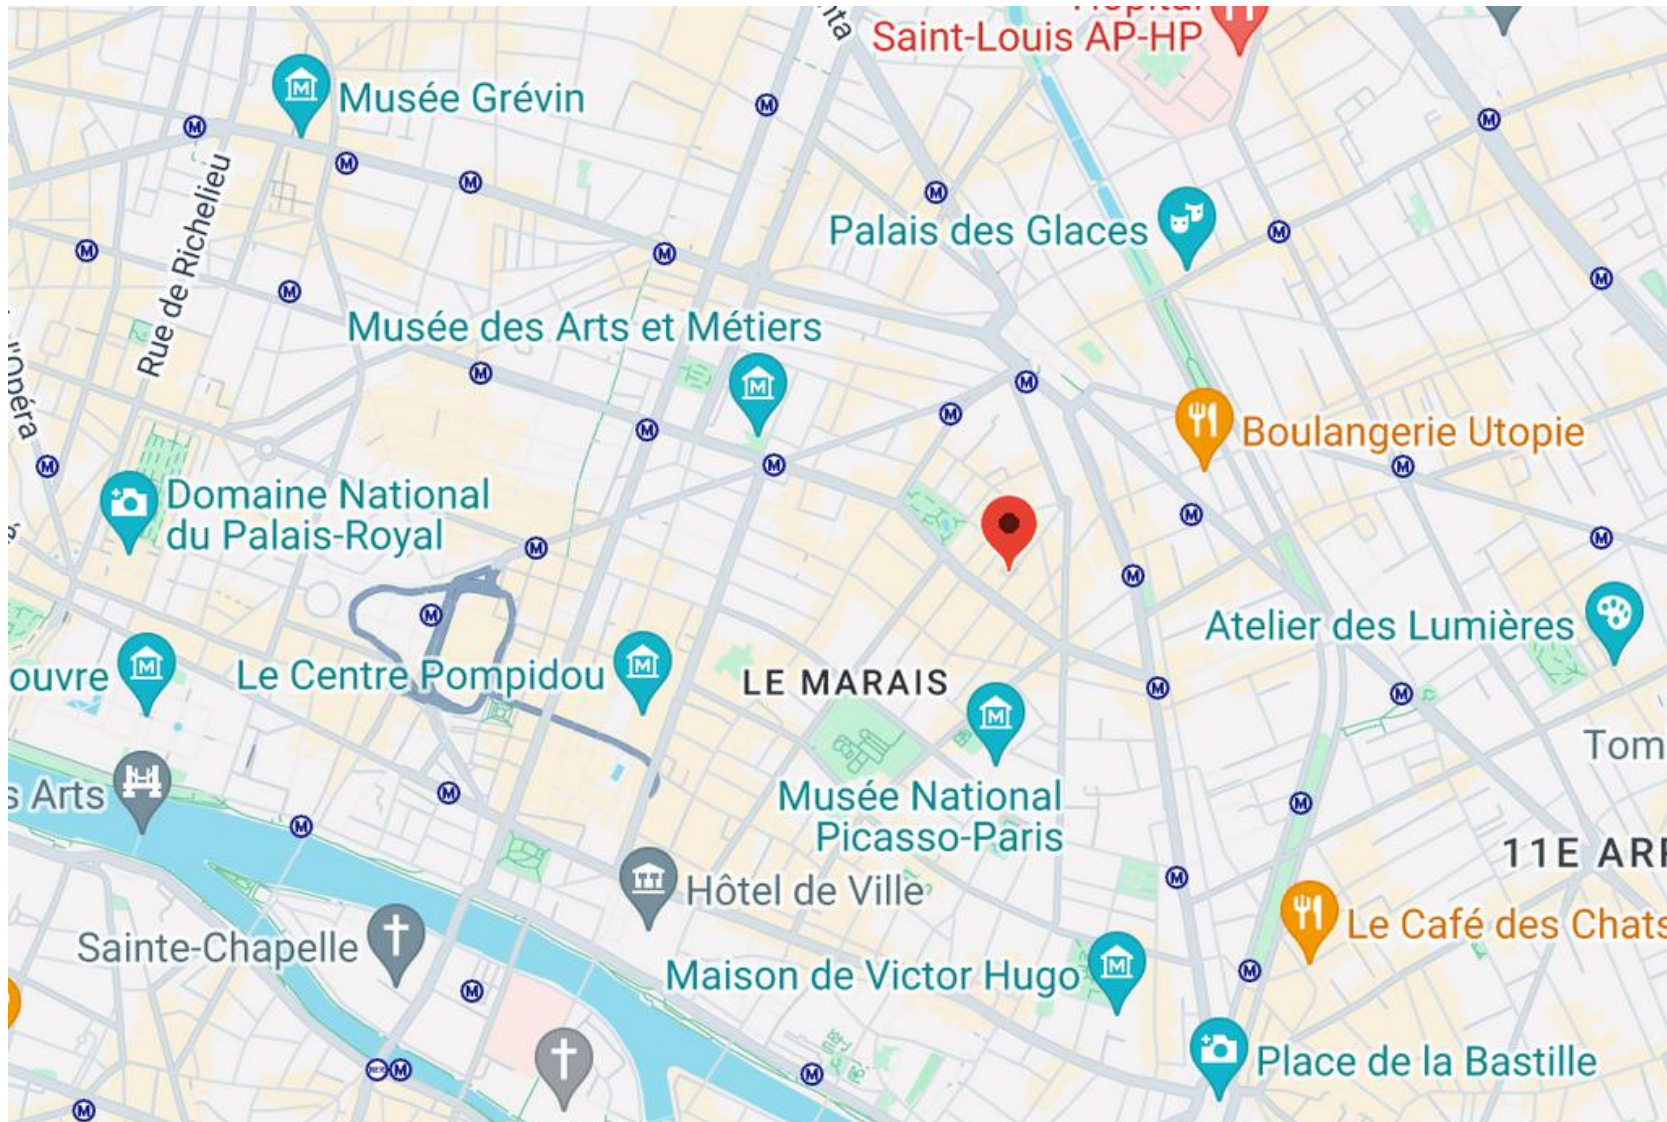 Hôpital
Saint-Louis AP-HP
Musée Grévin
Rue de Richelieu
Palais des Glaces
Musée des Arts et Métiers
l'Opéra
Boulangerie Utopie
Domaine National
du Palais-Royal
Atelier des Lumières
ouvre
Le Centre Pompidou
LE MARAIS
Tom
s Arts
Musée National
Picasso-Paris
11E ARR
Hôtel de Ville
Le Café des Chats
Sainte-Chapelle
Maison de Victor Hugo
Place de la Bastille